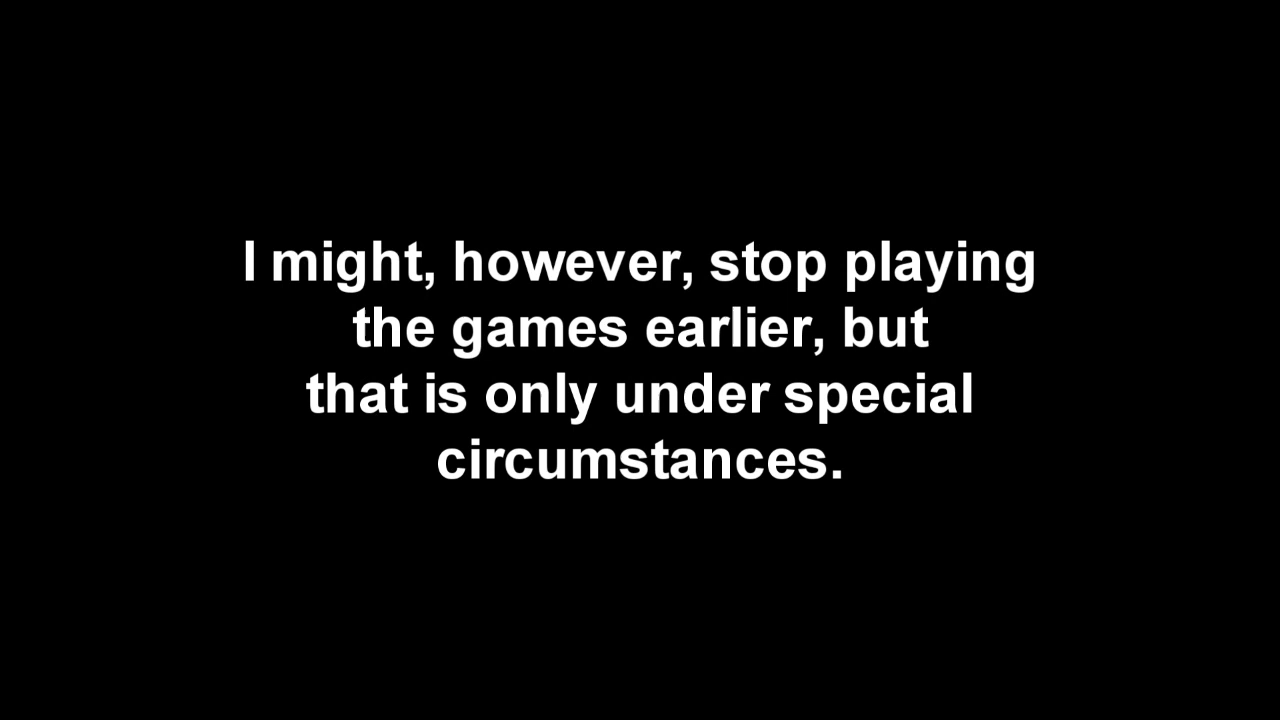 I might, however, stop playing
the games earlier, but
that is only under special
circumstances.